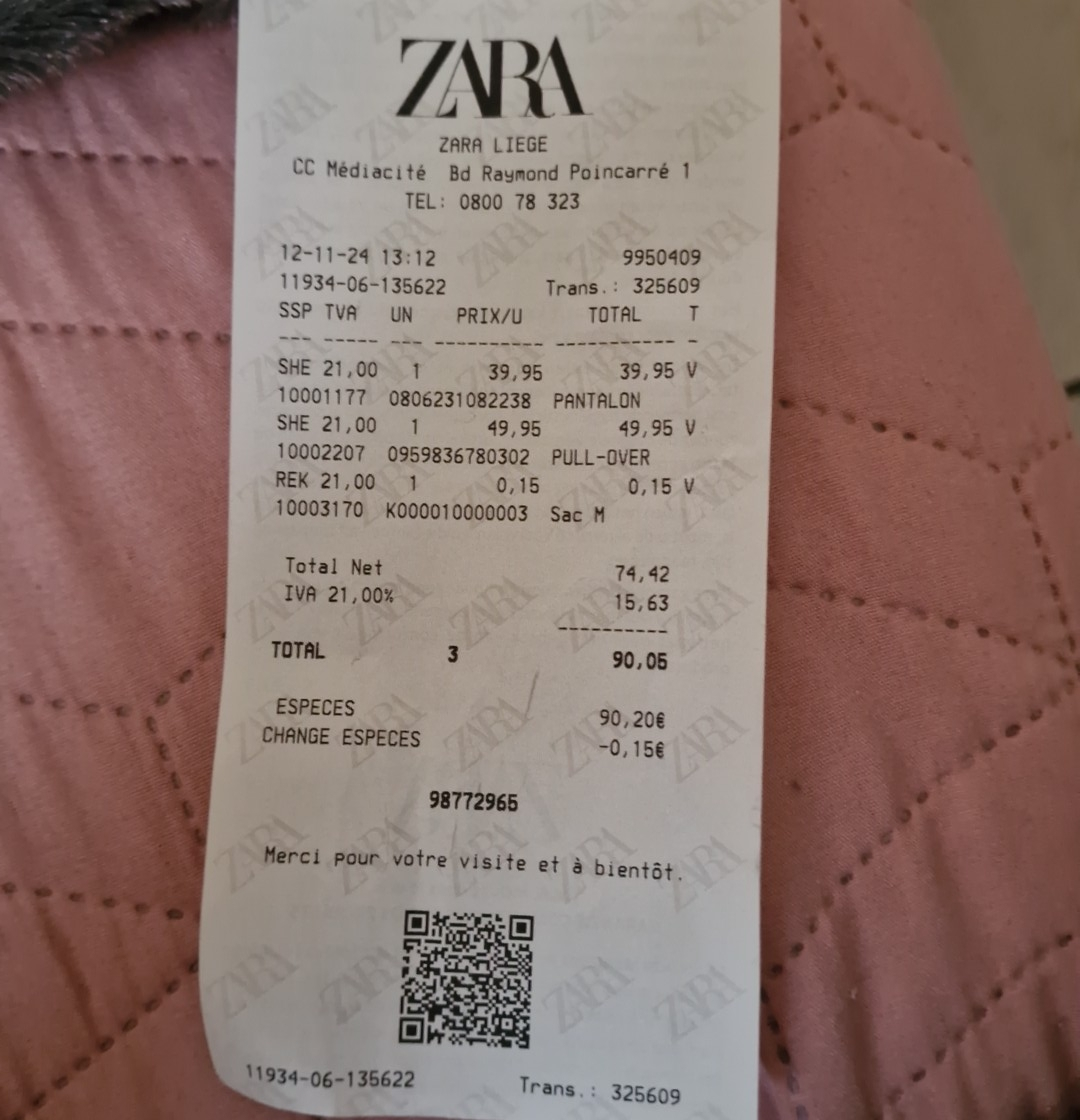 ZARA
ZARA LIEGE
CC Médiacité Bd Raymond Poincarré 1
TEL: 0800 78 323
12-11-24 13:12 9950409
11934-06-135622 Trans.: 325609
SSP TVA UN PRIX/U TOTAL T
--- ----- --- ---------- ----------- -
SHE 21,00 1 39,95 39,95 V
10001177 0806231082238 PANTALON
SHE 21,00 1 49,95 49,95 V
10002207 0959836780302 PULL-OVER
REK 21,00 1 0,15 0,15 V
10003170 K000010000003 Sac M
Total Net 74,42
IVA 21,00% 15,63
----------
TOTAL 3 90,05
ESPECES 90,20€
CHANGE ESPECES -0,15€
98772965
Merci pour votre visite et à bientôt.
11934-06-135622 Trans.: 325609